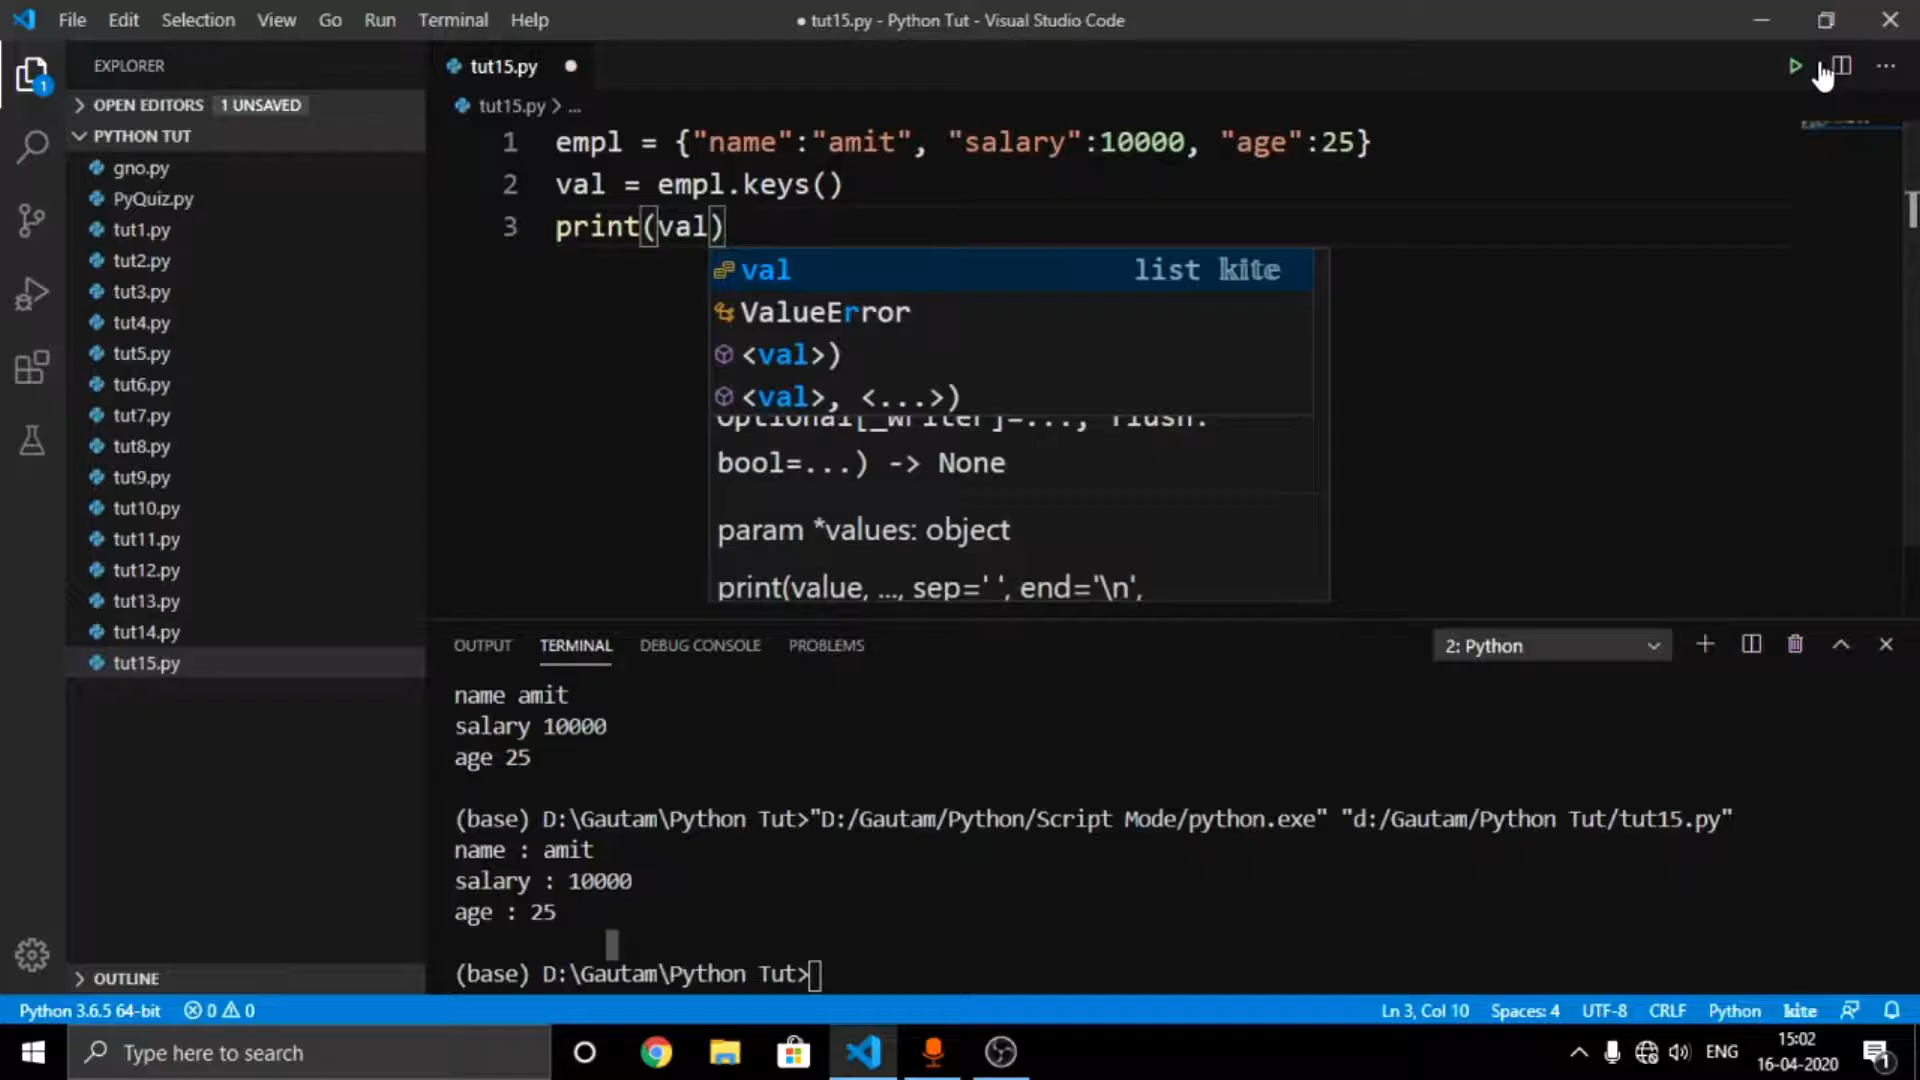 File Edit Selection View Go Run Terminal Help
● tut15.py - Python Tut - Visual Studio Code
EXPLORER
OPEN EDITORS 1 UNSAVED
PYTHON TUT
gno.py
PyQuiz.py
tut1.py
tut2.py
tut3.py
tut4.py
tut5.py
tut6.py
tut7.py
tut8.py
tut9.py
tut10.py
tut11.py
tut12.py
tut13.py
tut14.py
tut15.py
OUTLINE
1
tut15.py ●
tut15.py > ...
1 empl = {"name":"amit", "salary":10000, "age":25}
2 val = empl.keys()
3 print(val)
val list kite
ValueError
<val>)
<val>, <...>)
Optional[_Writer]=..., flush:
bool=...) -> None
param *values: object
print(value, ..., sep=' ', end='\n',
OUTPUT TERMINAL DEBUG CONSOLE PROBLEMS
2: Python
name amit
salary 10000
age 25
(base) D:\Gautam\Python Tut>"D:/Gautam/Python/Script Mode/python.exe" "d:/Gautam/Python Tut/tut15.py"
name : amit
salary : 10000
age : 25
(base) D:\Gautam\Python Tut>
Python 3.6.5 64-bit 0 0
Ln 3, Col 10 Spaces: 4 UTF-8 CRLF Python kite
Type here to search
ENG
15:02
16-04-2020
1